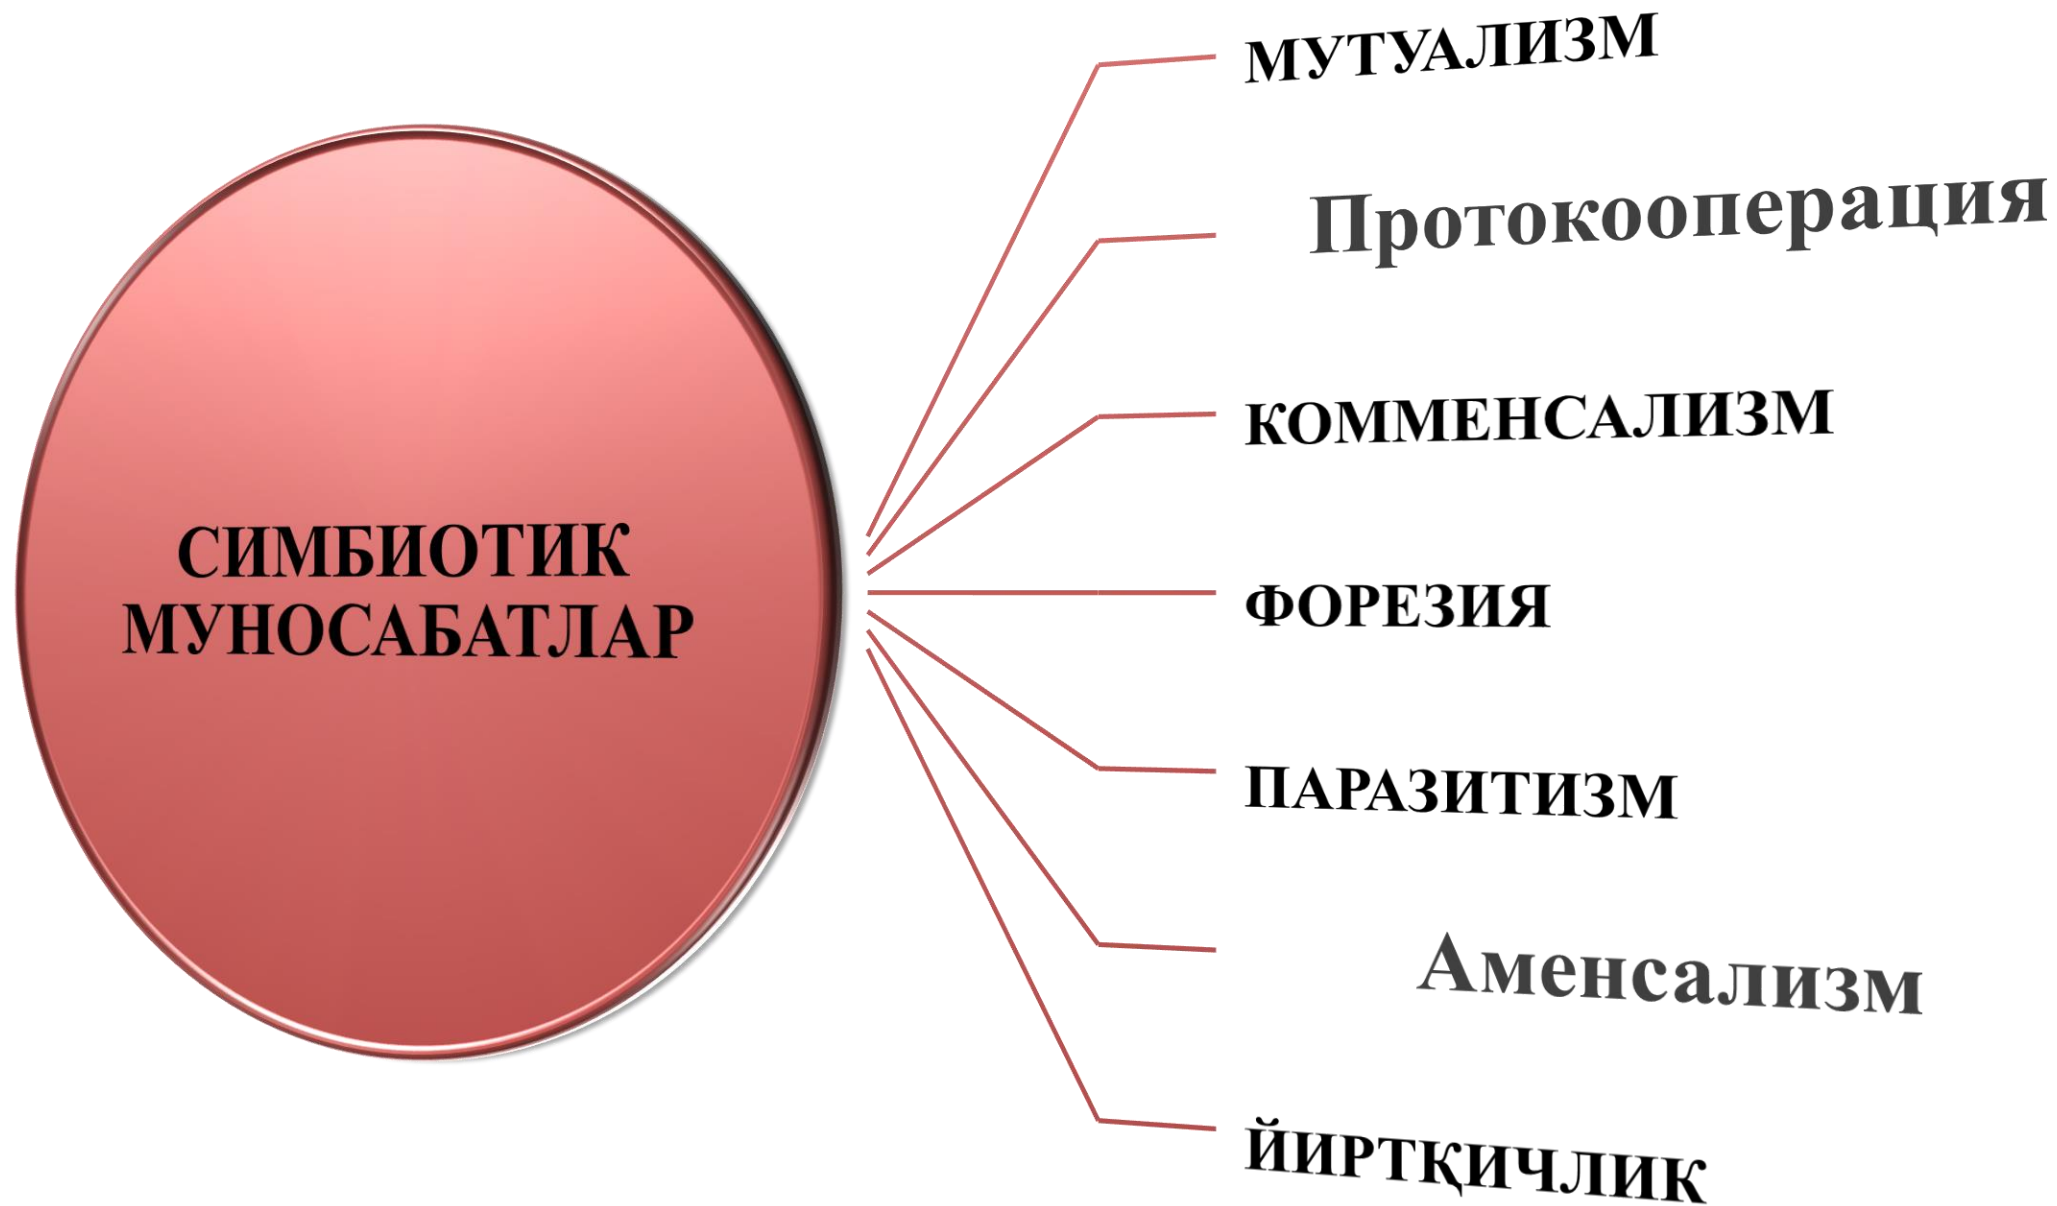 СИМБИОТИК
МУНОСАБАТЛАР
МУТУАЛИЗМ
Протокооперация
КОММЕНСАЛИЗМ
ФОРЕЗИЯ
ПАРАЗИТИЗМ
Аменсализм
ЙИРТҚИЧЛИК